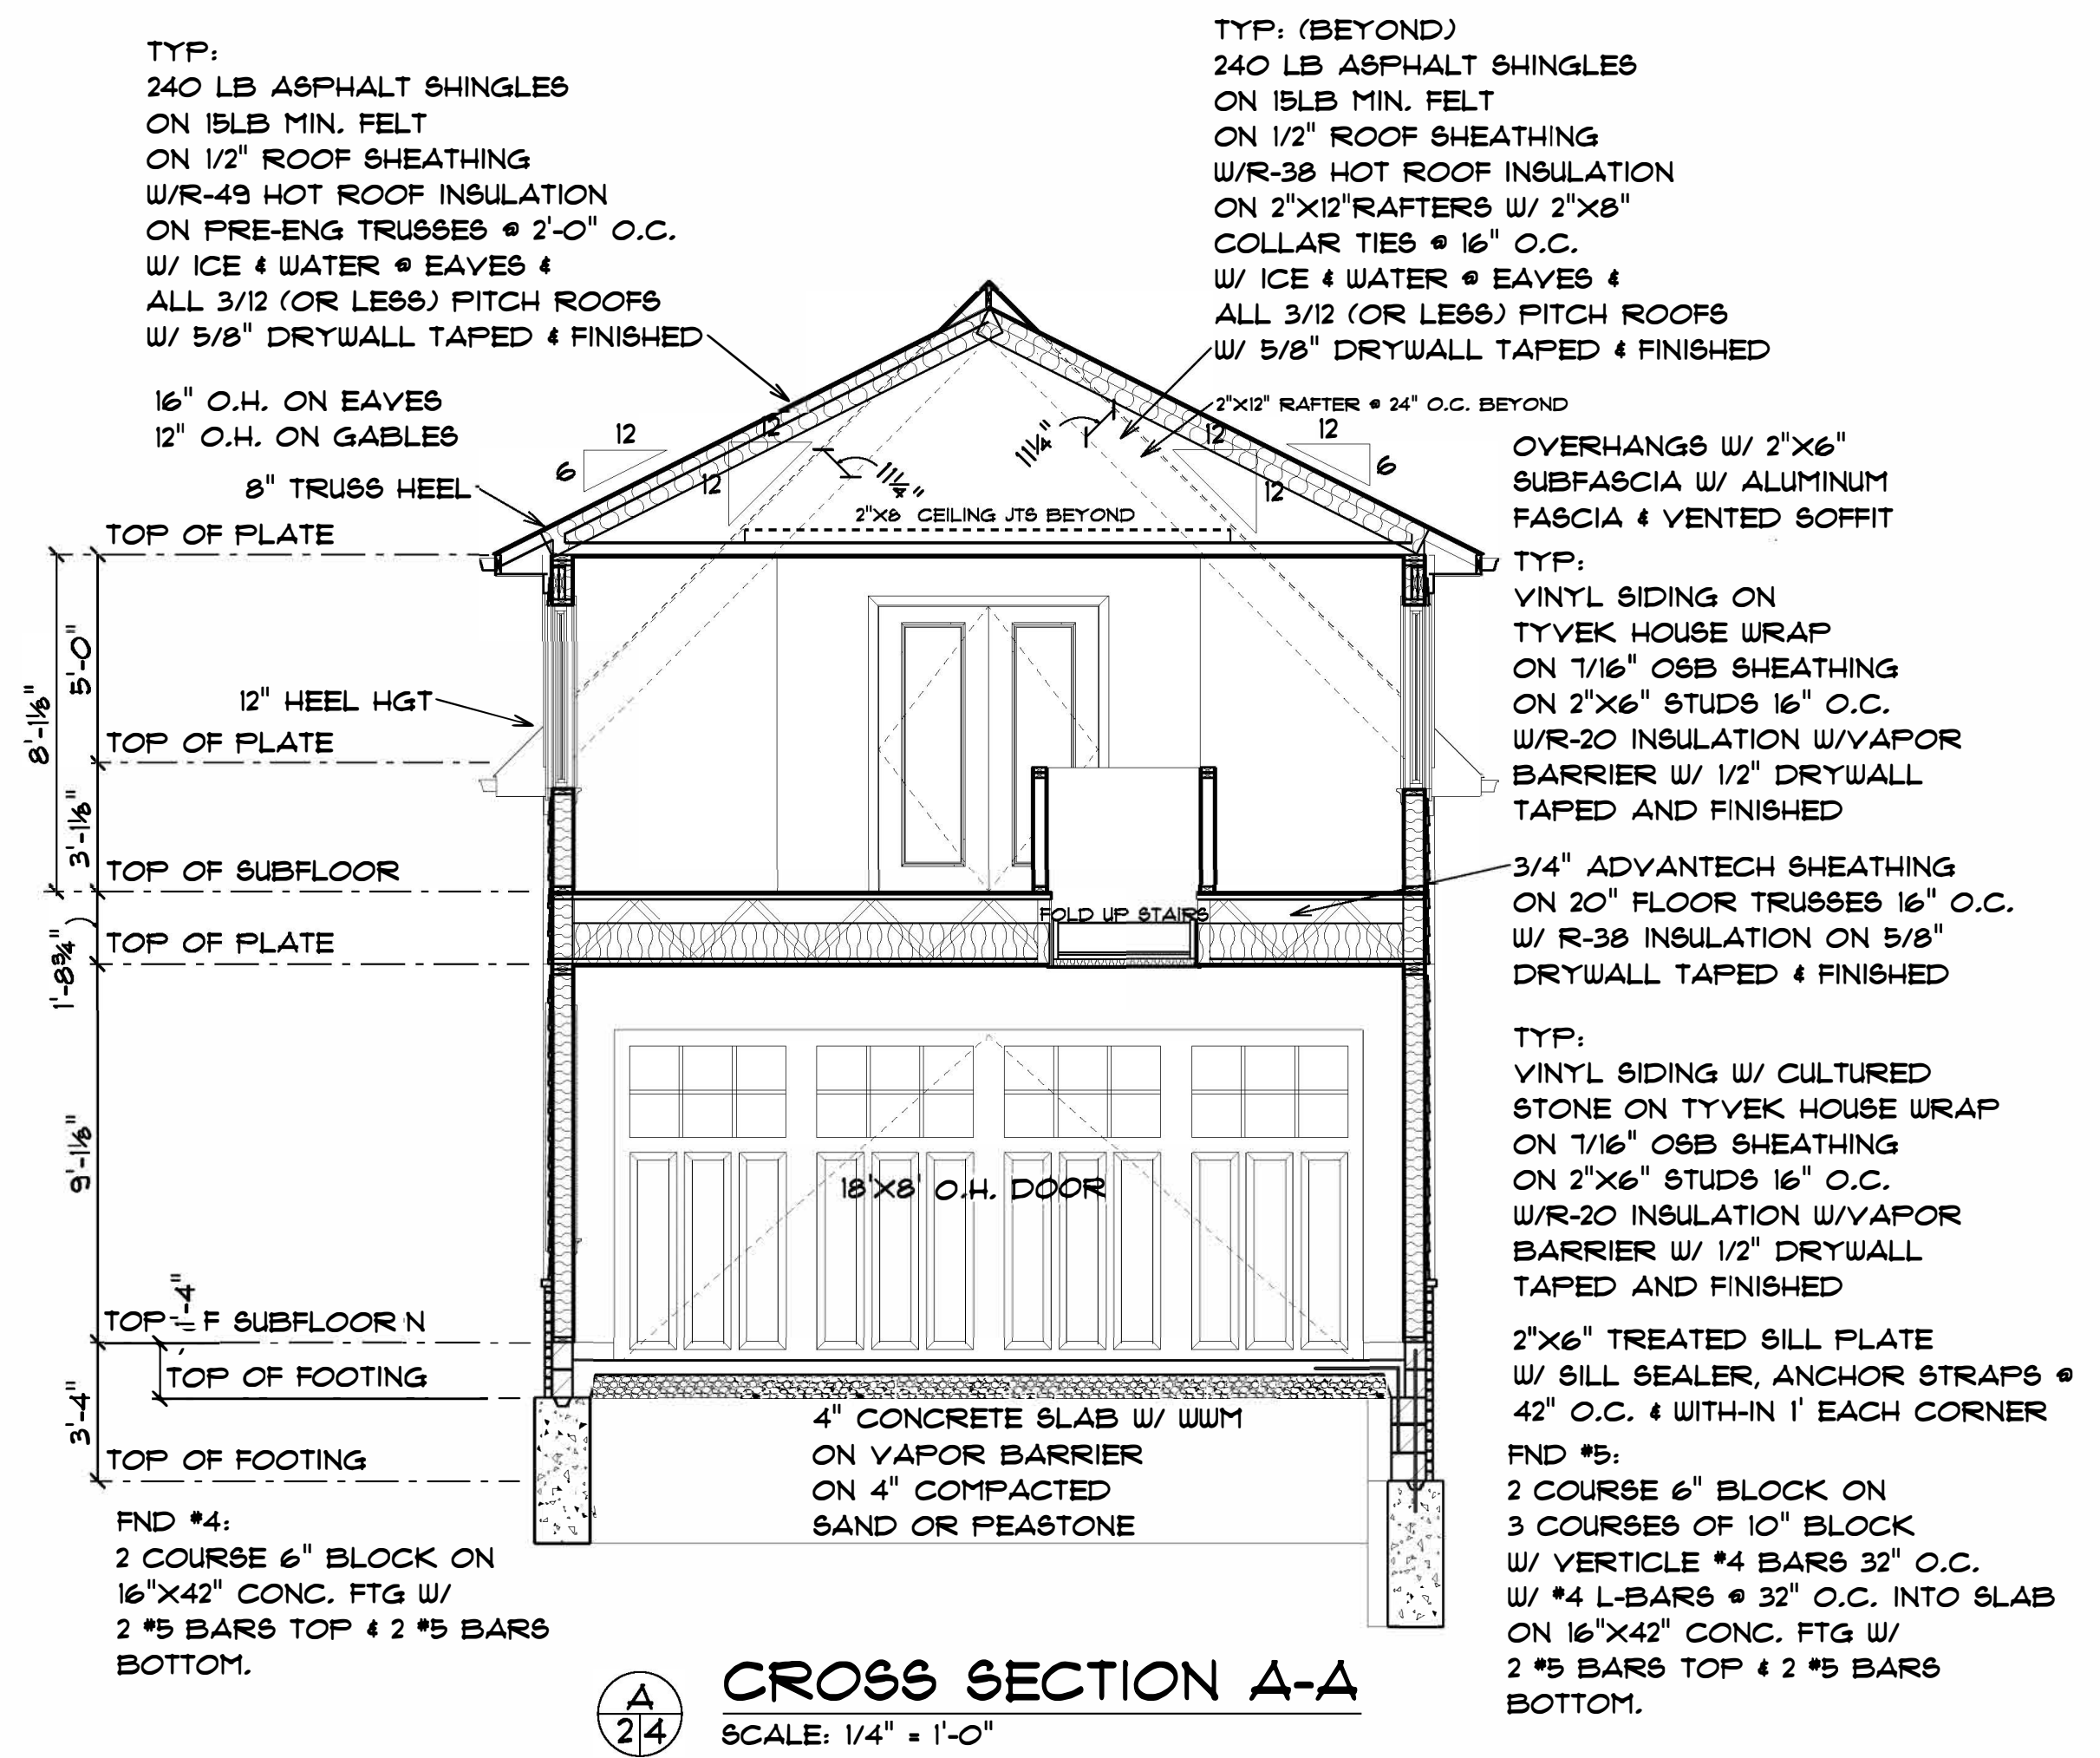 TYP:
240 LB ASPHALT SHINGLES
ON 15LB MIN. FELT
ON 1/2" ROOF SHEATHING
W/R-49 HOT ROOF INSULATION
ON PRE-ENG TRUSSES @ 2'-0" O.C.
W/ ICE & WATER @ EAVES &
ALL 3/12 (OR LESS) PITCH ROOFS
W/ 5/8" DRYWALL TAPED & FINISHED
TYP: (BEYOND)
240 LB ASPHALT SHINGLES
ON 15LB MIN. FELT
ON 1/2" ROOF SHEATHING
W/R-38 HOT ROOF INSULATION
ON 2"X12"RAFTERS W/ 2"X8"
COLLAR TIES @ 16" O.C.
W/ ICE & WATER @ EAVES &
ALL 3/12 (OR LESS) PITCH ROOFS
W/ 5/8" DRYWALL TAPED & FINISHED
2"X12" RAFTER @ 24" O.C. BEYOND
16" O.H. ON EAVES
12" O.H. ON GABLES
8" TRUSS HEEL
12
6
12
12
11¼"
11¼"
12
12
12
6
2"X8 CEILING JTS BEYOND
OVERHANGS W/ 2"X6"
SUBFASCIA W/ ALUMINUM
FASCIA & VENTED SOFFIT
TOP OF PLATE
8'-1⅛"
5'-0"
12" HEEL HGT
TOP OF PLATE
3'-1⅛"
TOP OF SUBFLOOR
1'-8¾"
TOP OF PLATE
9'-1⅛"
TYP:
VINYL SIDING ON
TYVEK HOUSE WRAP
ON 7/16" OSB SHEATHING
ON 2"X6" STUDS 16" O.C.
W/R-20 INSULATION W/VAPOR
BARRIER W/ 1/2" DRYWALL
TAPED AND FINISHED
3/4" ADVANTECH SHEATHING
ON 20" FLOOR TRUSSES 16" O.C.
W/ R-38 INSULATION ON 5/8"
DRYWALL TAPED & FINISHED
FOLD UP STAIRS
18'X8' O.H. DOOR
TYP:
VINYL SIDING W/ CULTURED
STONE ON TYVEK HOUSE WRAP
ON 7/16" OSB SHEATHING
ON 2"X6" STUDS 16" O.C.
W/R-20 INSULATION W/VAPOR
BARRIER W/ 1/2" DRYWALL
TAPED AND FINISHED
2"X6" TREATED SILL PLATE
W/ SILL SEALER, ANCHOR STRAPS @
42" O.C. & WITH-IN 1' EACH CORNER
TOP F SUBFLOOR N
-4"
TOP OF FOOTING
3'-4"
TOP OF FOOTING
4" CONCRETE SLAB W/ WWM
ON VAPOR BARRIER
ON 4" COMPACTED
SAND OR PEASTONE
FND #4:
2 COURSE 6" BLOCK ON
16"X42" CONC. FTG W/
2 #5 BARS TOP & 2 #5 BARS
BOTTOM.
FND #5:
2 COURSE 6" BLOCK ON
3 COURSES OF 10" BLOCK
W/ VERTICLE #4 BARS 32" O.C.
W/ #4 L-BARS @ 32" O.C. INTO SLAB
ON 16"X42" CONC. FTG W/
2 #5 BARS TOP & 2 #5 BARS
BOTTOM.
A
2 4
CROSS SECTION A-A
SCALE: 1/4" = 1'-0"